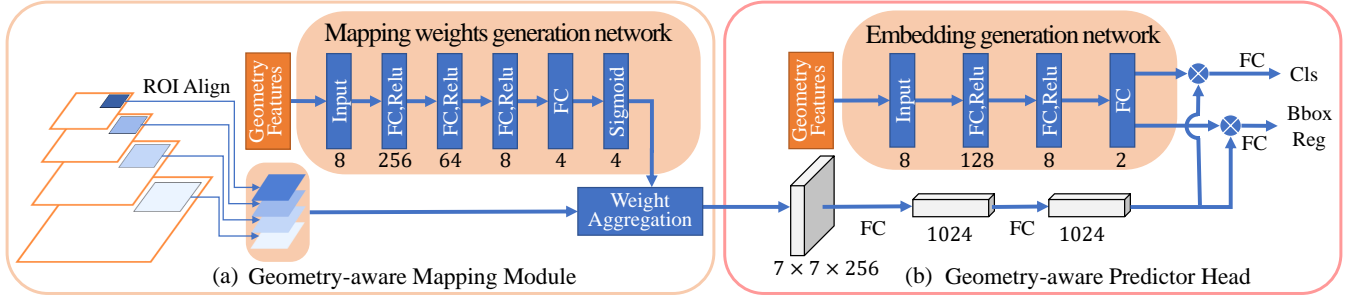 Mapping weights generation network
ROI Align
Geometry
Features
Input
FC,Relu
FC,Relu
FC,Relu
FC
Sigmoid
8
256
64
8
4
4
Weight
Aggregation
(a) Geometry-aware Mapping Module
Embedding generation network
Geometry
Features
Input
FC,Relu
FC,Relu
FC
8
128
8
2
FC
Cls
FC
Bbox
Reg
FC
FC
1024
1024
7 × 7 × 256
(b) Geometry-aware Predictor Head